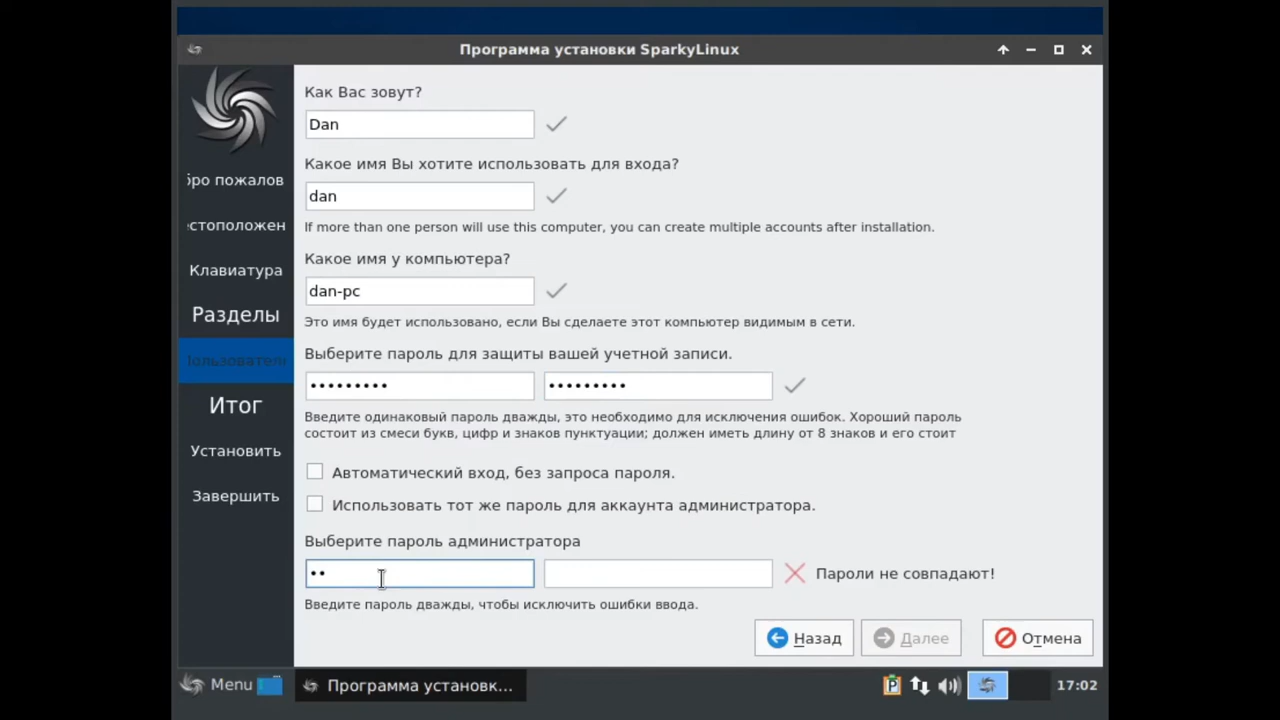 Программа установки SparkyLinux
Как Вас зовут?
Dan
Какое имя Вы хотите использовать для входа?
dan
If more than one person will use this computer, you can create multiple accounts after installation.
Какое имя у компьютера?
dan-pc
Это имя будет использовано, если Вы сделаете этот компьютер видимым в сети.
Выберите пароль для защиты вашей учетной записи.
••••••••• •••••••••
Введите одинаковый пароль дважды, это необходимо для исключения ошибок. Хороший пароль
состоит из смеси букв, цифр и знаков пунктуации; должен иметь длину от 8 знаков и его стоит
Автоматический вход, без запроса пароля.
Использовать тот же пароль для аккаунта администратора.
Выберите пароль администратора
•• Пароли не совпадают!
Введите пароль дважды, чтобы исключить ошибки ввода.
Назад Далее Отмена
бро пожалов
естоположен
Клавиатура
Разделы
Пользователи
Итог
Установить
Завершить
Menu Программа установк... 17:02